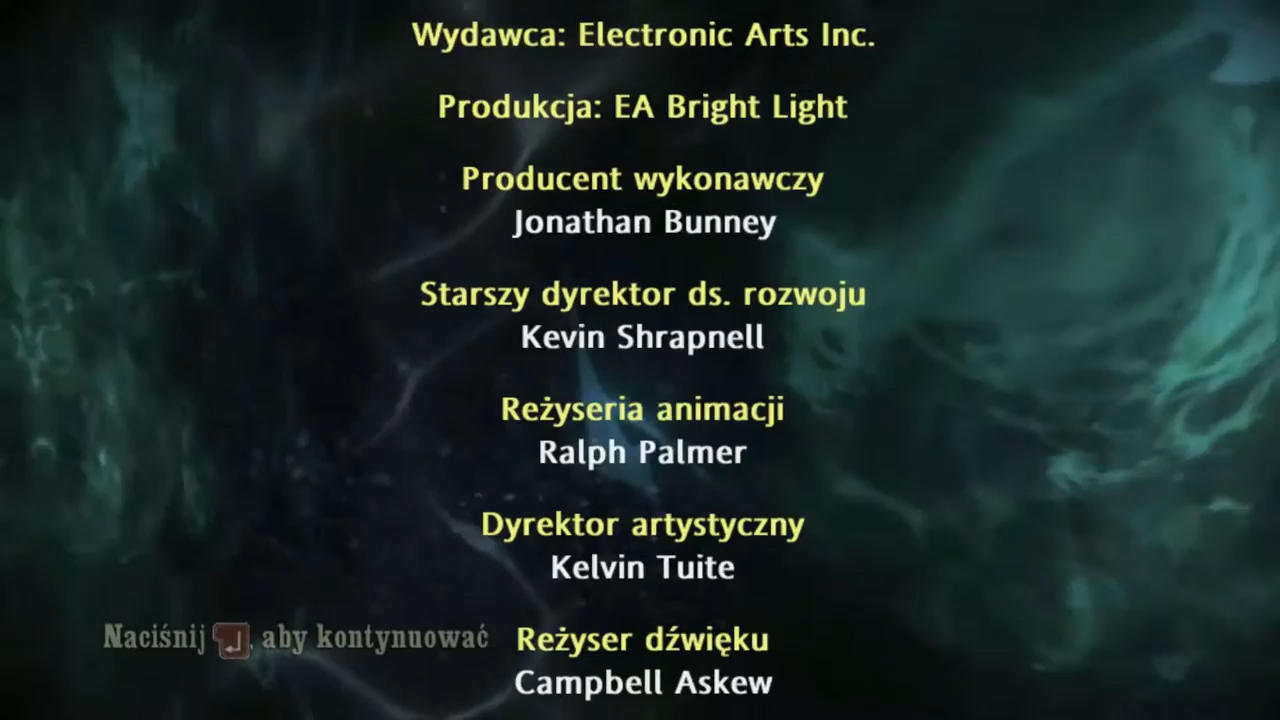 Wydawca: Electronic Arts Inc.
Produkcja: EA Bright Light
Producent wykonawczy
Jonathan Bunney
Starszy dyrektor ds. rozwoju
Kevin Shrapnell
Reżyseria animacji
Ralph Palmer
Dyrektor artystyczny
Kelvin Tuite
Naciśnij , aby kontynuować
Reżyser dźwięku
Campbell Askew